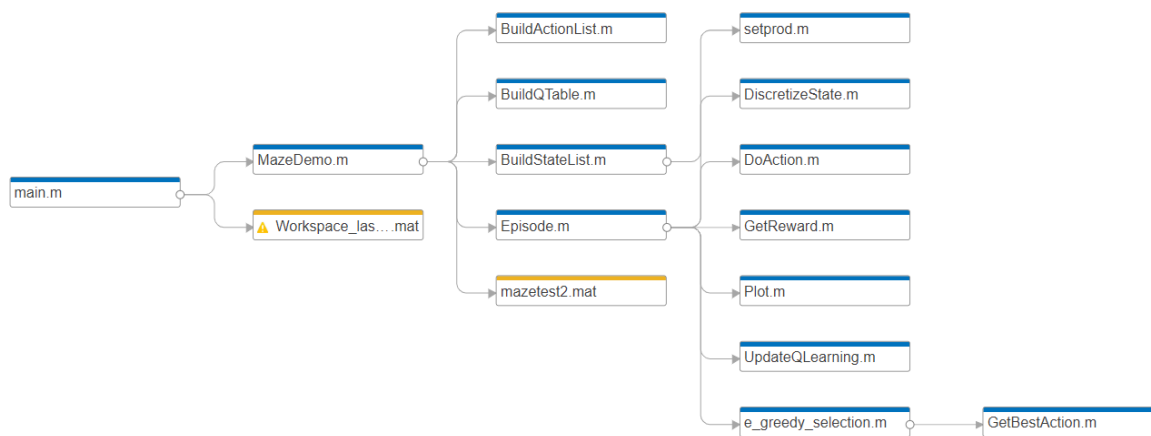 BuildActionList.m
setprod.m
BuildQTable.m
DiscretizeState.m
MazeDemo.m
BuildStateList.m
DoAction.m
main.m
Workspace_las... .mat
Episode.m
GetReward.m
mazetest2.mat
Plot.m
UpdateQLearning.m
e_greedy_selection.m
GetBestAction.m